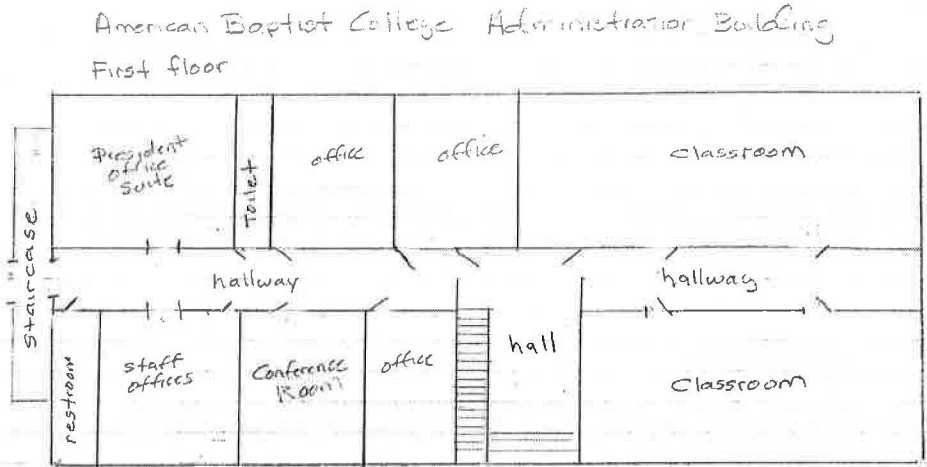 American Baptist College Administration Building
First floor
President
office
suite
Toilet
office
office
Classroom
Staircase
hallway
hallway
restroom
staff
offices
Conference
Room
office
hall
Classroom